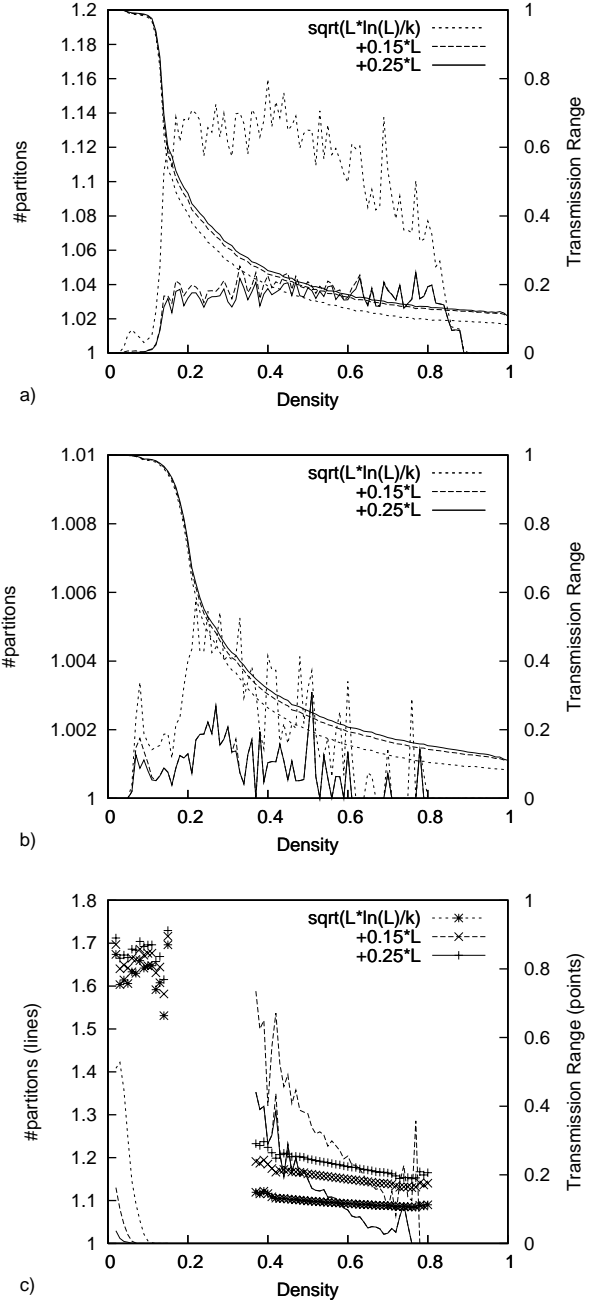 1.2
1.18
1.16
1.14
1.12
1.1
1.08
1.06
1.04
1.02
1
#partitons
1
0.8
0.6
0.4
0.2
0
Transmission Range
sqrt(L*ln(L)/k)
+0.15*L
+0.25*L
0 0.2 0.4 0.6 0.8 1
Density
a)
1.01
1.008
1.006
1.004
1.002
1
#partitons
1
0.8
0.6
0.4
0.2
0
Transmission Range
sqrt(L*ln(L)/k)
+0.15*L
+0.25*L
0 0.2 0.4 0.6 0.8 1
Density
b)
1.8
1.7
1.6
1.5
1.4
1.3
1.2
1.1
1
#partitons (lines)
1
0.8
0.6
0.4
0.2
0
Transmission Range (points)
sqrt(L*ln(L)/k)
+0.15*L
+0.25*L
0 0.2 0.4 0.6 0.8 1
Density
c)